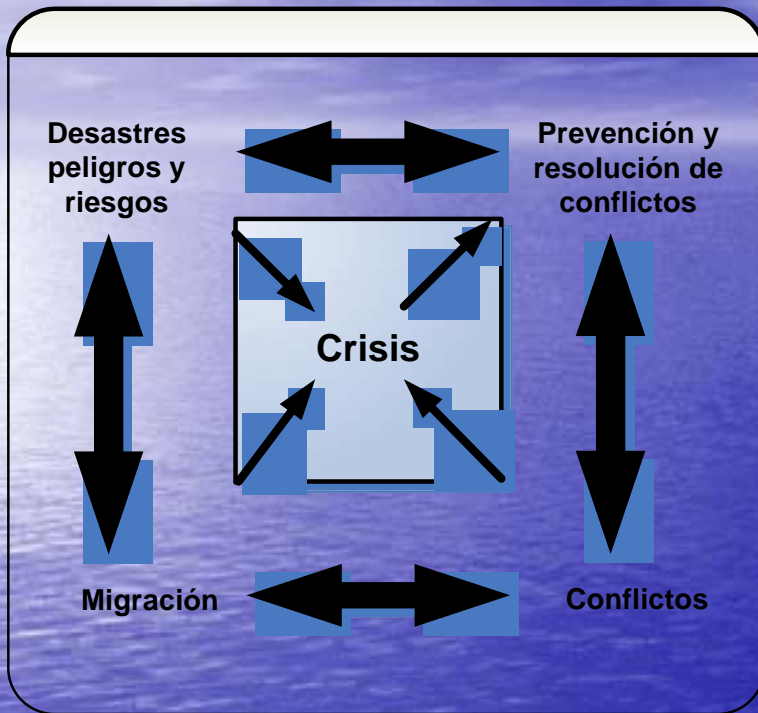 Desastres
peligros y
riesgos
Prevención y
resolución de
conflictos
Crisis
Migración
Conflictos